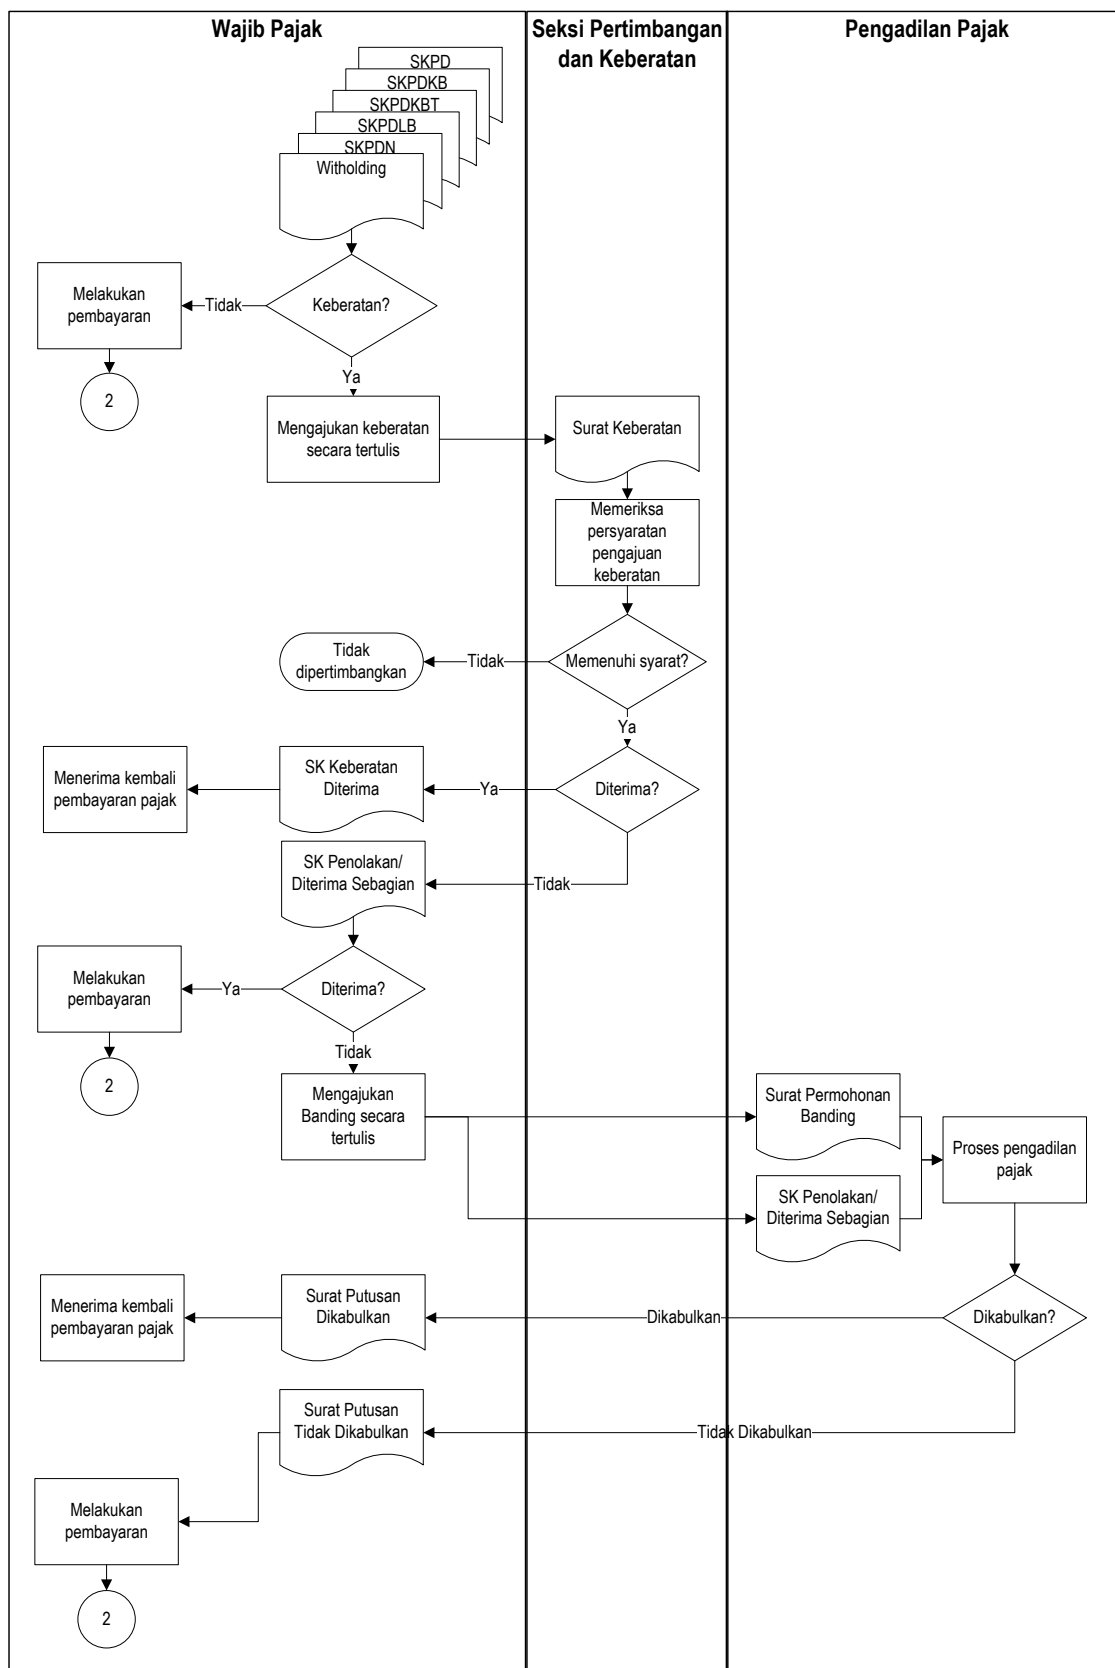 Wajib Pajak
Seksi Pertimbangan
dan Keberatan
Pengadilan Pajak
SKPD
SKPDKB
SKPDKBT
SKPDLB
SKPDN
Witholding
Keberatan?
Tidak
Melakukan
pembayaran
2
Ya
Mengajukan keberatan
secara tertulis
Surat Keberatan
Memeriksa
persyaratan
pengajuan
keberatan
Memenuhi syarat?
Tidak
Tidak
dipertimbangkan
Ya
Diterima?
Ya
SK Keberatan
Diterima
Menerima kembali
pembayaran pajak
Tidak
SK Penolakan/
Diterima Sebagian
Diterima?
Ya
Melakukan
pembayaran
2
Tidak
Mengajukan
Banding secara
tertulis
Surat Permohonan
Banding
SK Penolakan/
Diterima Sebagian
Proses pengadilan
pajak
Dikabulkan?
Dikabulkan
Surat Putusan
Dikabulkan
Menerima kembali
pembayaran pajak
Tidak Dikabulkan
Surat Putusan
Tidak Dikabulkan
Melakukan
pembayaran
2